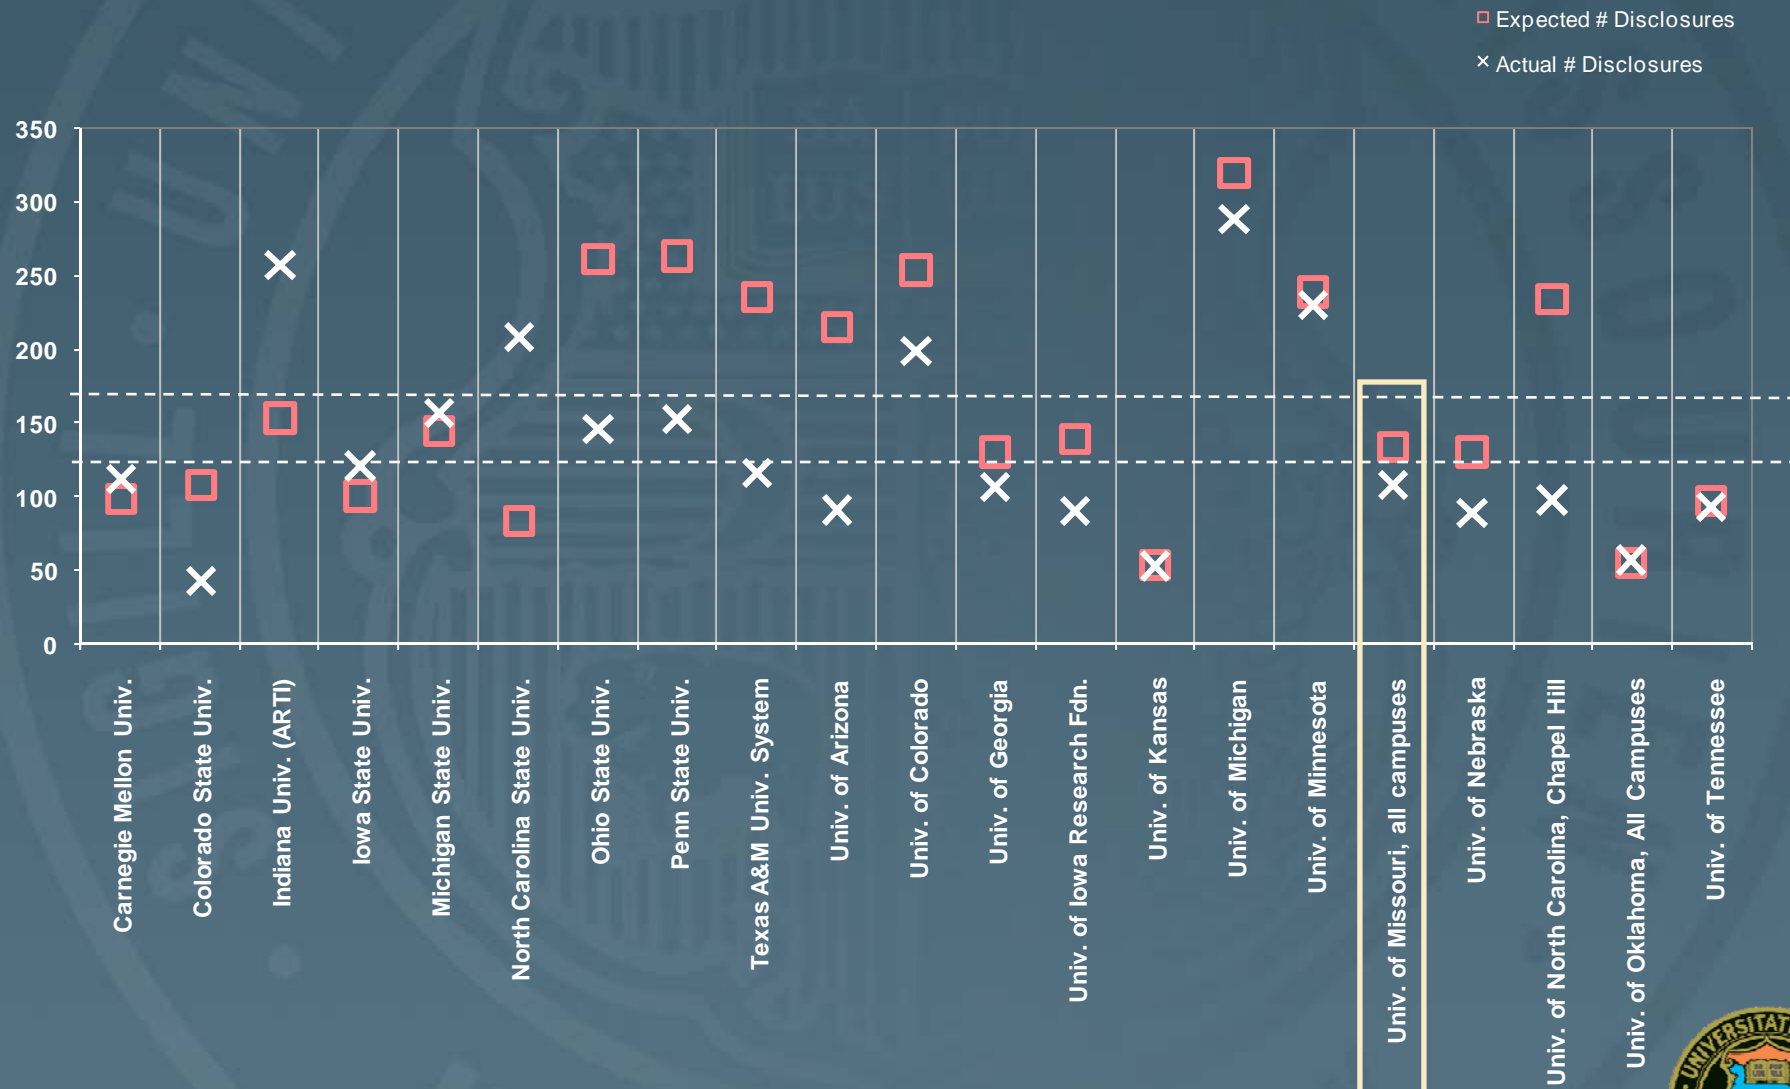 Expected # Disclosures
Actual # Disclosures
350
300
250
200
150
100
50
0
Carnegie Mellon Univ.
Colorado State Univ.
Indiana Univ. (ARTI)
Iowa State Univ.
Michigan State Univ.
North Carolina State Univ.
Ohio State Univ.
Penn State Univ.
Texas A&M Univ. System
Univ. of Arizona
Univ. of Colorado
Univ. of Georgia
Univ. of Iowa Research Fdn.
Univ. of Kansas
Univ. of Michigan
Univ. of Minnesota
Univ. of Missouri, all campuses
Univ. of Nebraska
Univ. of North Carolina, Chapel Hill
Univ. of Oklahoma, All Campuses
Univ. of Tennessee